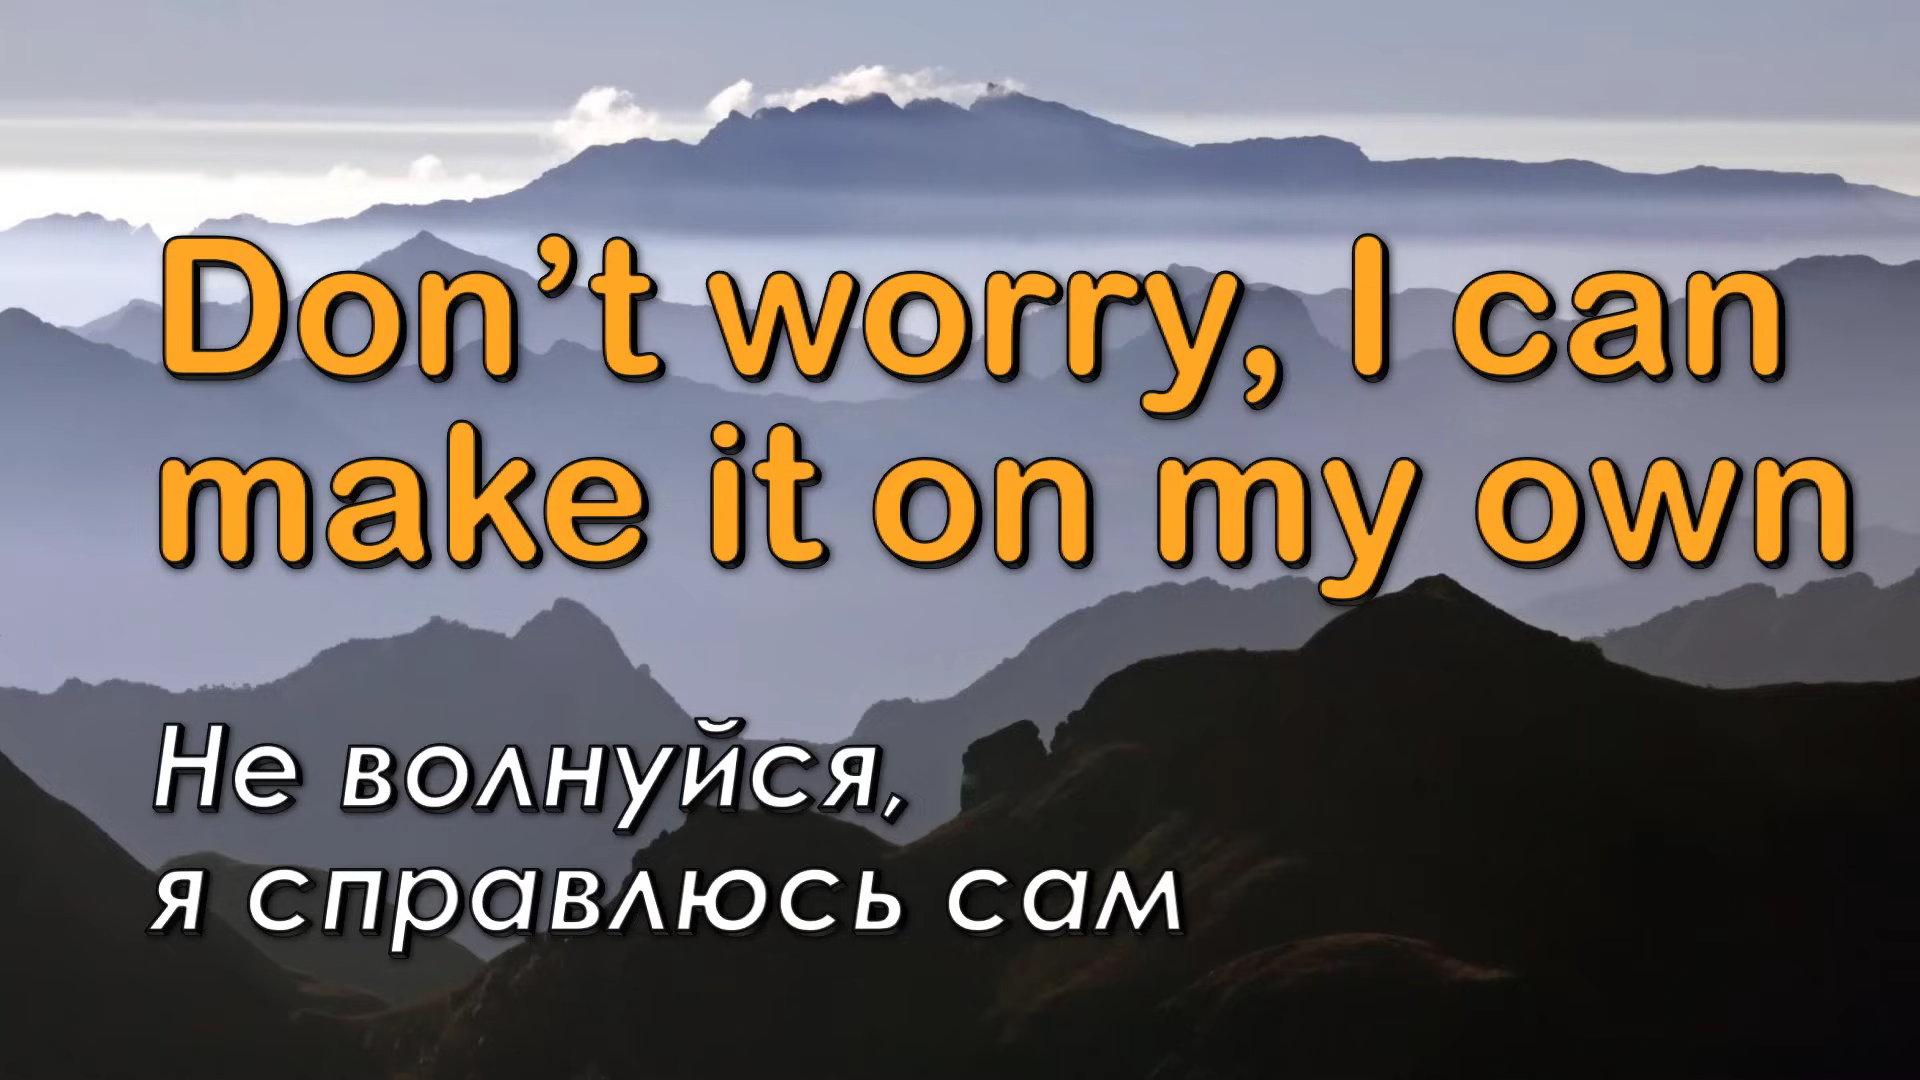 Don’t worry, I can
make it on my own
Не волнуйся,
я справлюсь сам